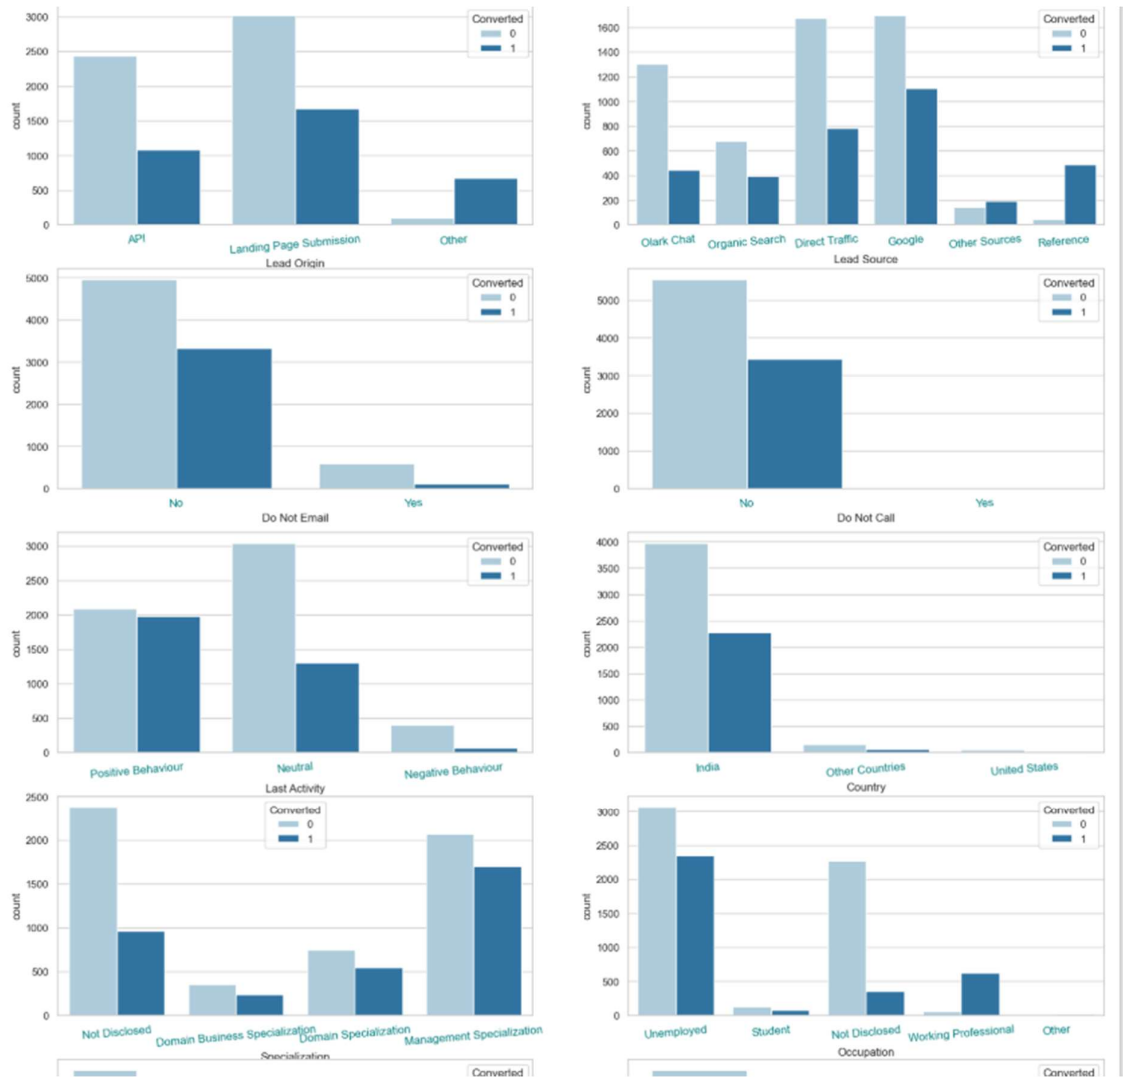 Converted
0
1
3000
2500
2000
1500
1000
500
0
count
API
Landing Page Submission
Other
Lead Origin
Converted
0
1
1600
1400
1200
1000
800
600
400
200
0
count
Olark Chat
Organic Search
Direct Traffic
Google
Other Sources
Reference
Lead Source
Converted
0
1
5000
4000
3000
2000
1000
0
count
No
Yes
Do Not Email
Converted
0
1
5000
4000
3000
2000
1000
0
count
No
Yes
Do Not Call
Converted
0
1
3000
2500
2000
1500
1000
500
0
count
Positive Behaviour
Neutral
Negative Behaviour
Last Activity
Converted
0
1
4000
3500
3000
2500
2000
1500
1000
500
0
count
India
Other Countries
United States
Country
Converted
0
1
2500
2000
1500
1000
500
0
count
Not Disclosed
Domain Business Specialization
Domain Specialization
Management Specialization
Specialization
Converted
0
1
3000
2500
2000
1500
1000
500
0
count
Unemployed
Student
Not Disclosed
Working Professional
Other
Occupation
Converted
Converted